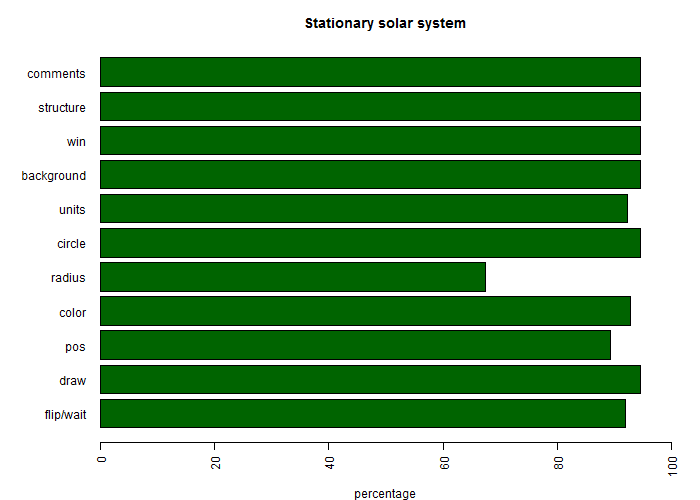 Stationary solar system
comments
structure
win
background
units
circle
radius
color
pos
draw
flip/wait
0 20 40 60 80 100
percentage